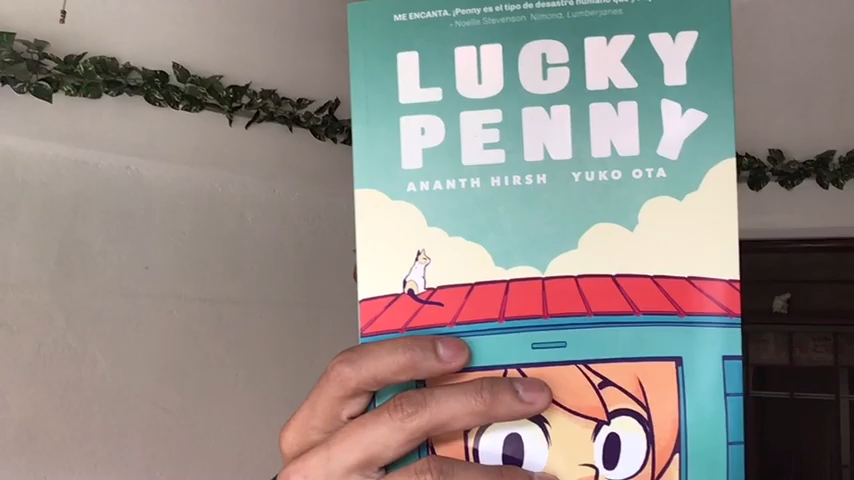 ME ENCANTA. ¡Penny es el tipo de desastre humano que
- Noelle Stevenson. Nimona, Lumberjanes.
LUCKY
PENNY
ANANTH HIRSH YUKO OTA